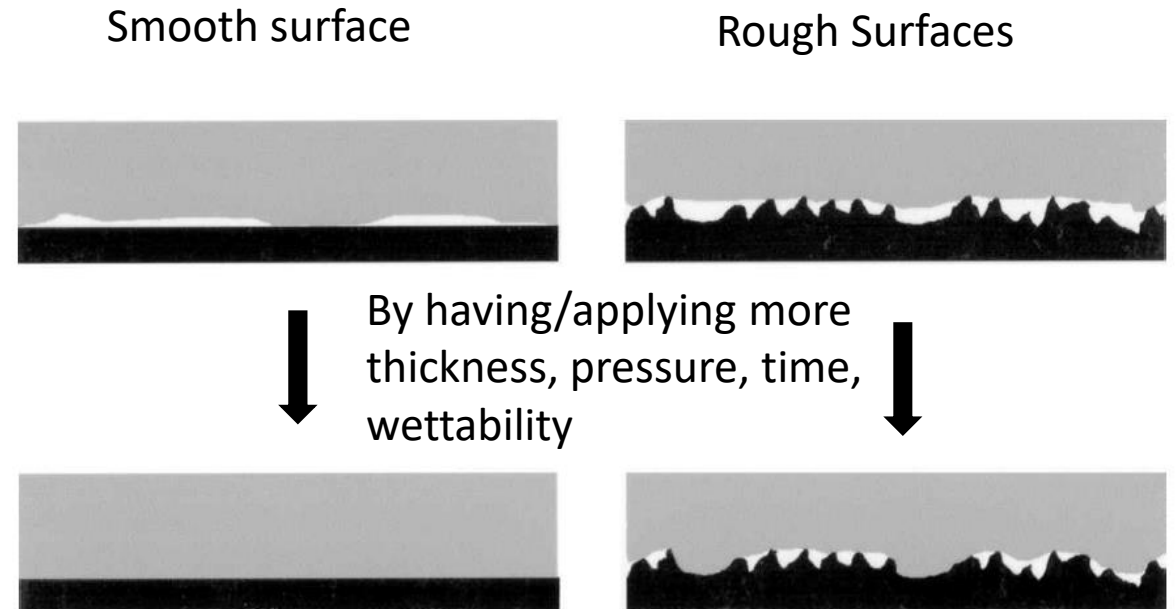 Smooth surface
Rough Surfaces
By having/applying more
thickness, pressure, time,
wettability